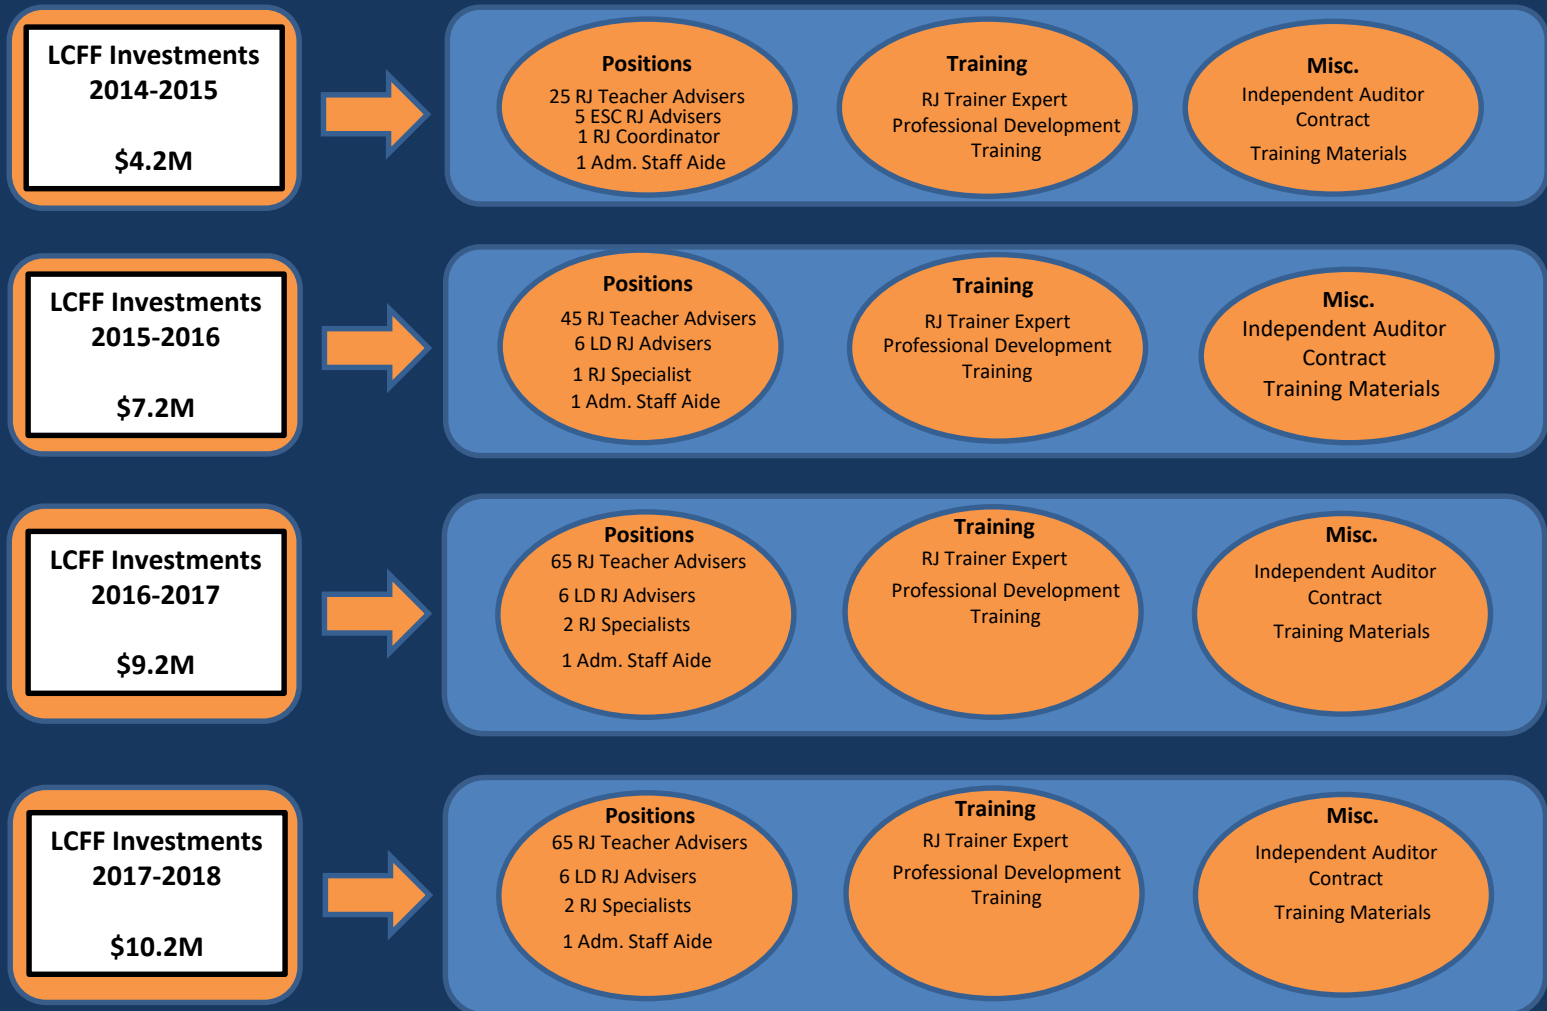 LCFF Investments
2014-2015
$4.2M
Positions
25 RJ Teacher Advisers
5 ESC RJ Advisers
1 RJ Coordinator
1 Adm. Staff Aide
Training
RJ Trainer Expert
Professional Development
Training
Misc.
Independent Auditor
Contract
Training Materials
LCFF Investments
2015-2016
$7.2M
Positions
45 RJ Teacher Advisers
6 LD RJ Advisers
1 RJ Specialist
1 Adm. Staff Aide
Training
RJ Trainer Expert
Professional Development
Training
Misc.
Independent Auditor
Contract
Training Materials
LCFF Investments
2016-2017
$9.2M
Positions
65 RJ Teacher Advisers
6 LD RJ Advisers
2 RJ Specialists
1 Adm. Staff Aide
Training
RJ Trainer Expert
Professional Development
Training
Misc.
Independent Auditor
Contract
Training Materials
LCFF Investments
2017-2018
$10.2M
Positions
65 RJ Teacher Advisers
6 LD RJ Advisers
2 RJ Specialists
1 Adm. Staff Aide
Training
RJ Trainer Expert
Professional Development
Training
Misc.
Independent Auditor
Contract
Training Materials